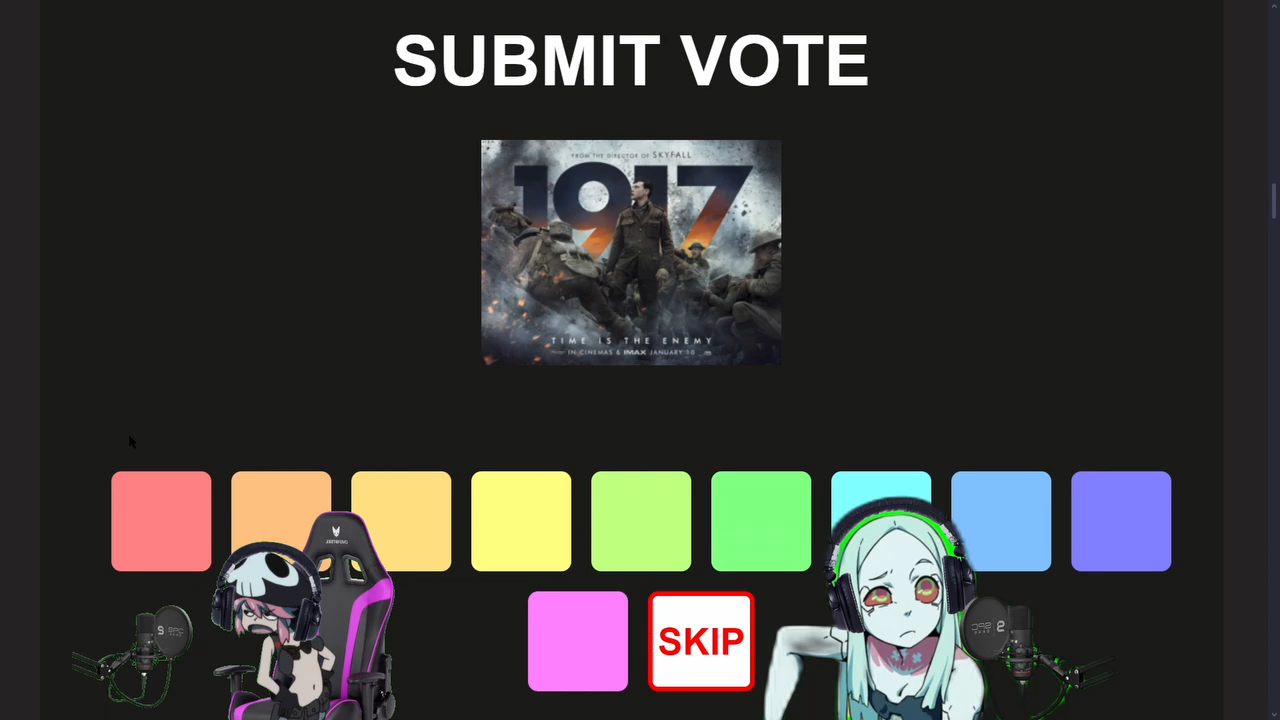 SUBMIT VOTE
FROM THE DIRECTOR OF SKYFALL
1917
TIME IS THE ENEMY
IN CINEMAS & IMAX JANUARY 10
SKIP